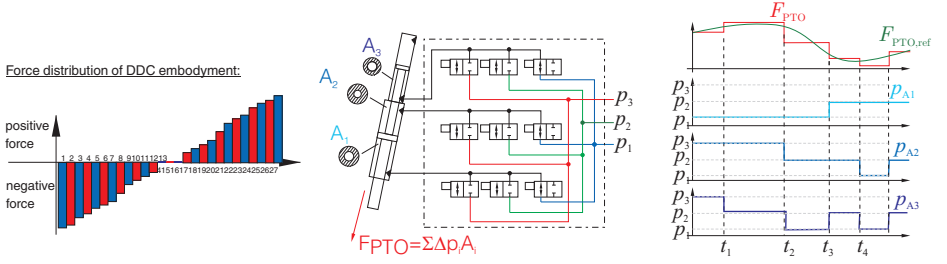 Force distribution of DDC embodyment:
positive
force
negative
force
1 2 3 4 5 6 7 8 9 10 11 12 13
14 15 16 17 18 19 20 21 22 23 24 25 26 27
A3
A2
A1
p3
p2
p1
FPTO=ΣΔpiAi
FPTO
FPTO,ref
p3
p2
p1
pA1
p3
p2
p1
pA2
p3
p2
p1
pA3
t1 t2 t3 t4